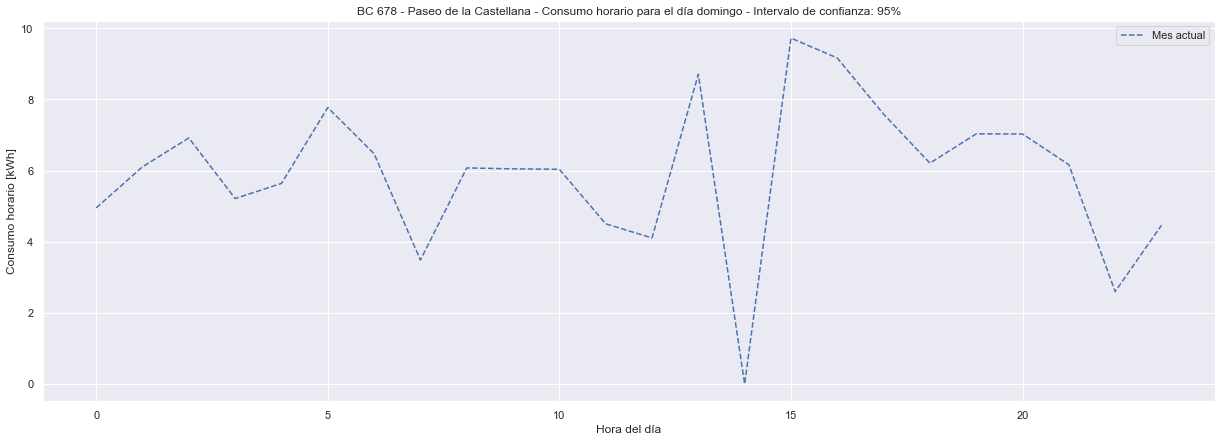 BC 678 - Paseo de la Castellana - Consumo horario para el día domingo - Intervalo de confianza: 95%
Mes actual
Consumo horario [kWh]
10
8
6
4
2
0
0 5 10 15 20
Hora del día